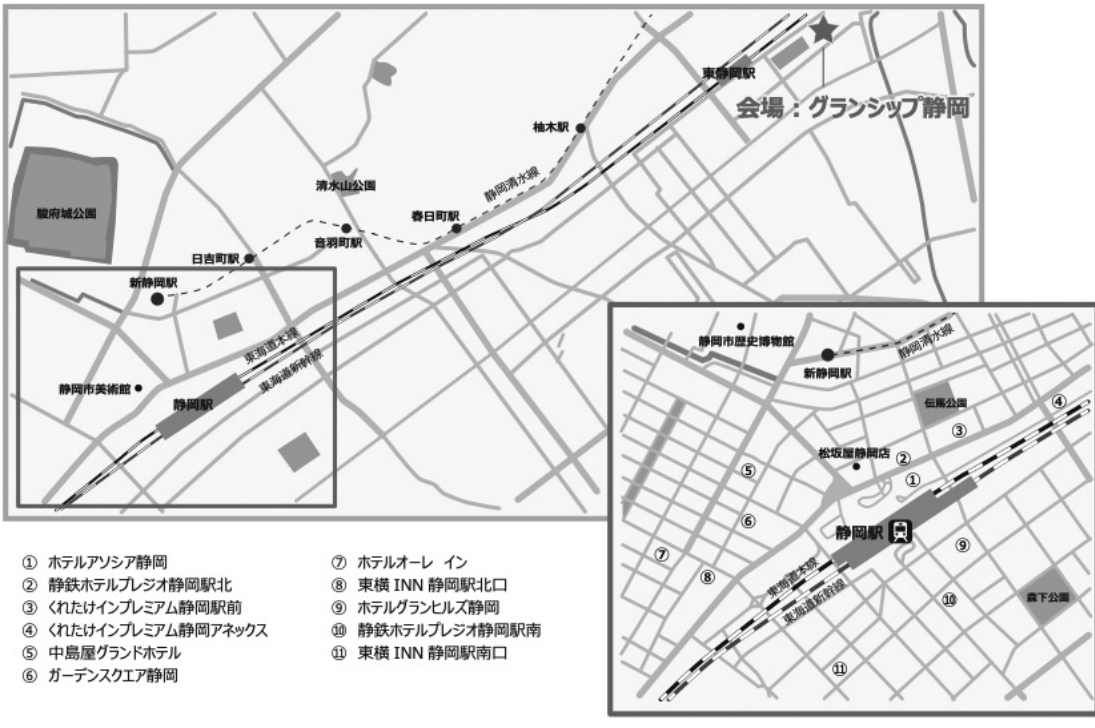 東静岡駅
会場：グランシップ静岡
柚木駅
静岡清水線
清水山公園
春日町駅
音羽町駅
駿府城公園
日吉町駅
新静岡駅
東海道本線
東海道新幹線
静岡市美術館
静岡駅
静岡市歴史博物館
静岡清水線
新静岡駅
伝馬公園
④
③
松坂屋静岡店
②
⑤
①
⑥
静岡駅
⑨
⑦
⑧
東海道本線
東海道新幹線
⑩
森下公園
⑪
① ホテルアソシア静岡
② 静鉄ホテルプレジオ静岡駅北
③ くれたけインプレミアム静岡駅前
④ くれたけインプレミアム静岡アネックス
⑤ 中島屋グランドホテル
⑥ ガーデンスクエア静岡
⑦ ホテルオーレ イン
⑧ 東横 INN 静岡駅北口
⑨ ホテルグランヒルズ静岡
⑩ 静鉄ホテルプレジオ静岡駅南
⑪ 東横 INN 静岡駅南口